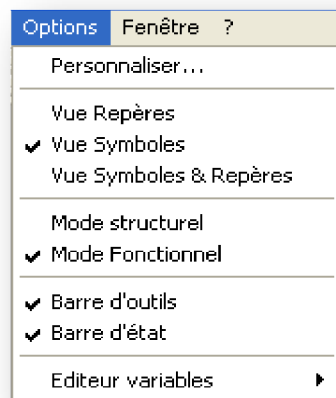 Options Fenêtre ?
Personnaliser...
Vue Repères
Vue Symboles
Vue Symboles & Repères
Mode structurel
Mode Fonctionnel
Barre d'outils
Barre d'état
Editeur variables